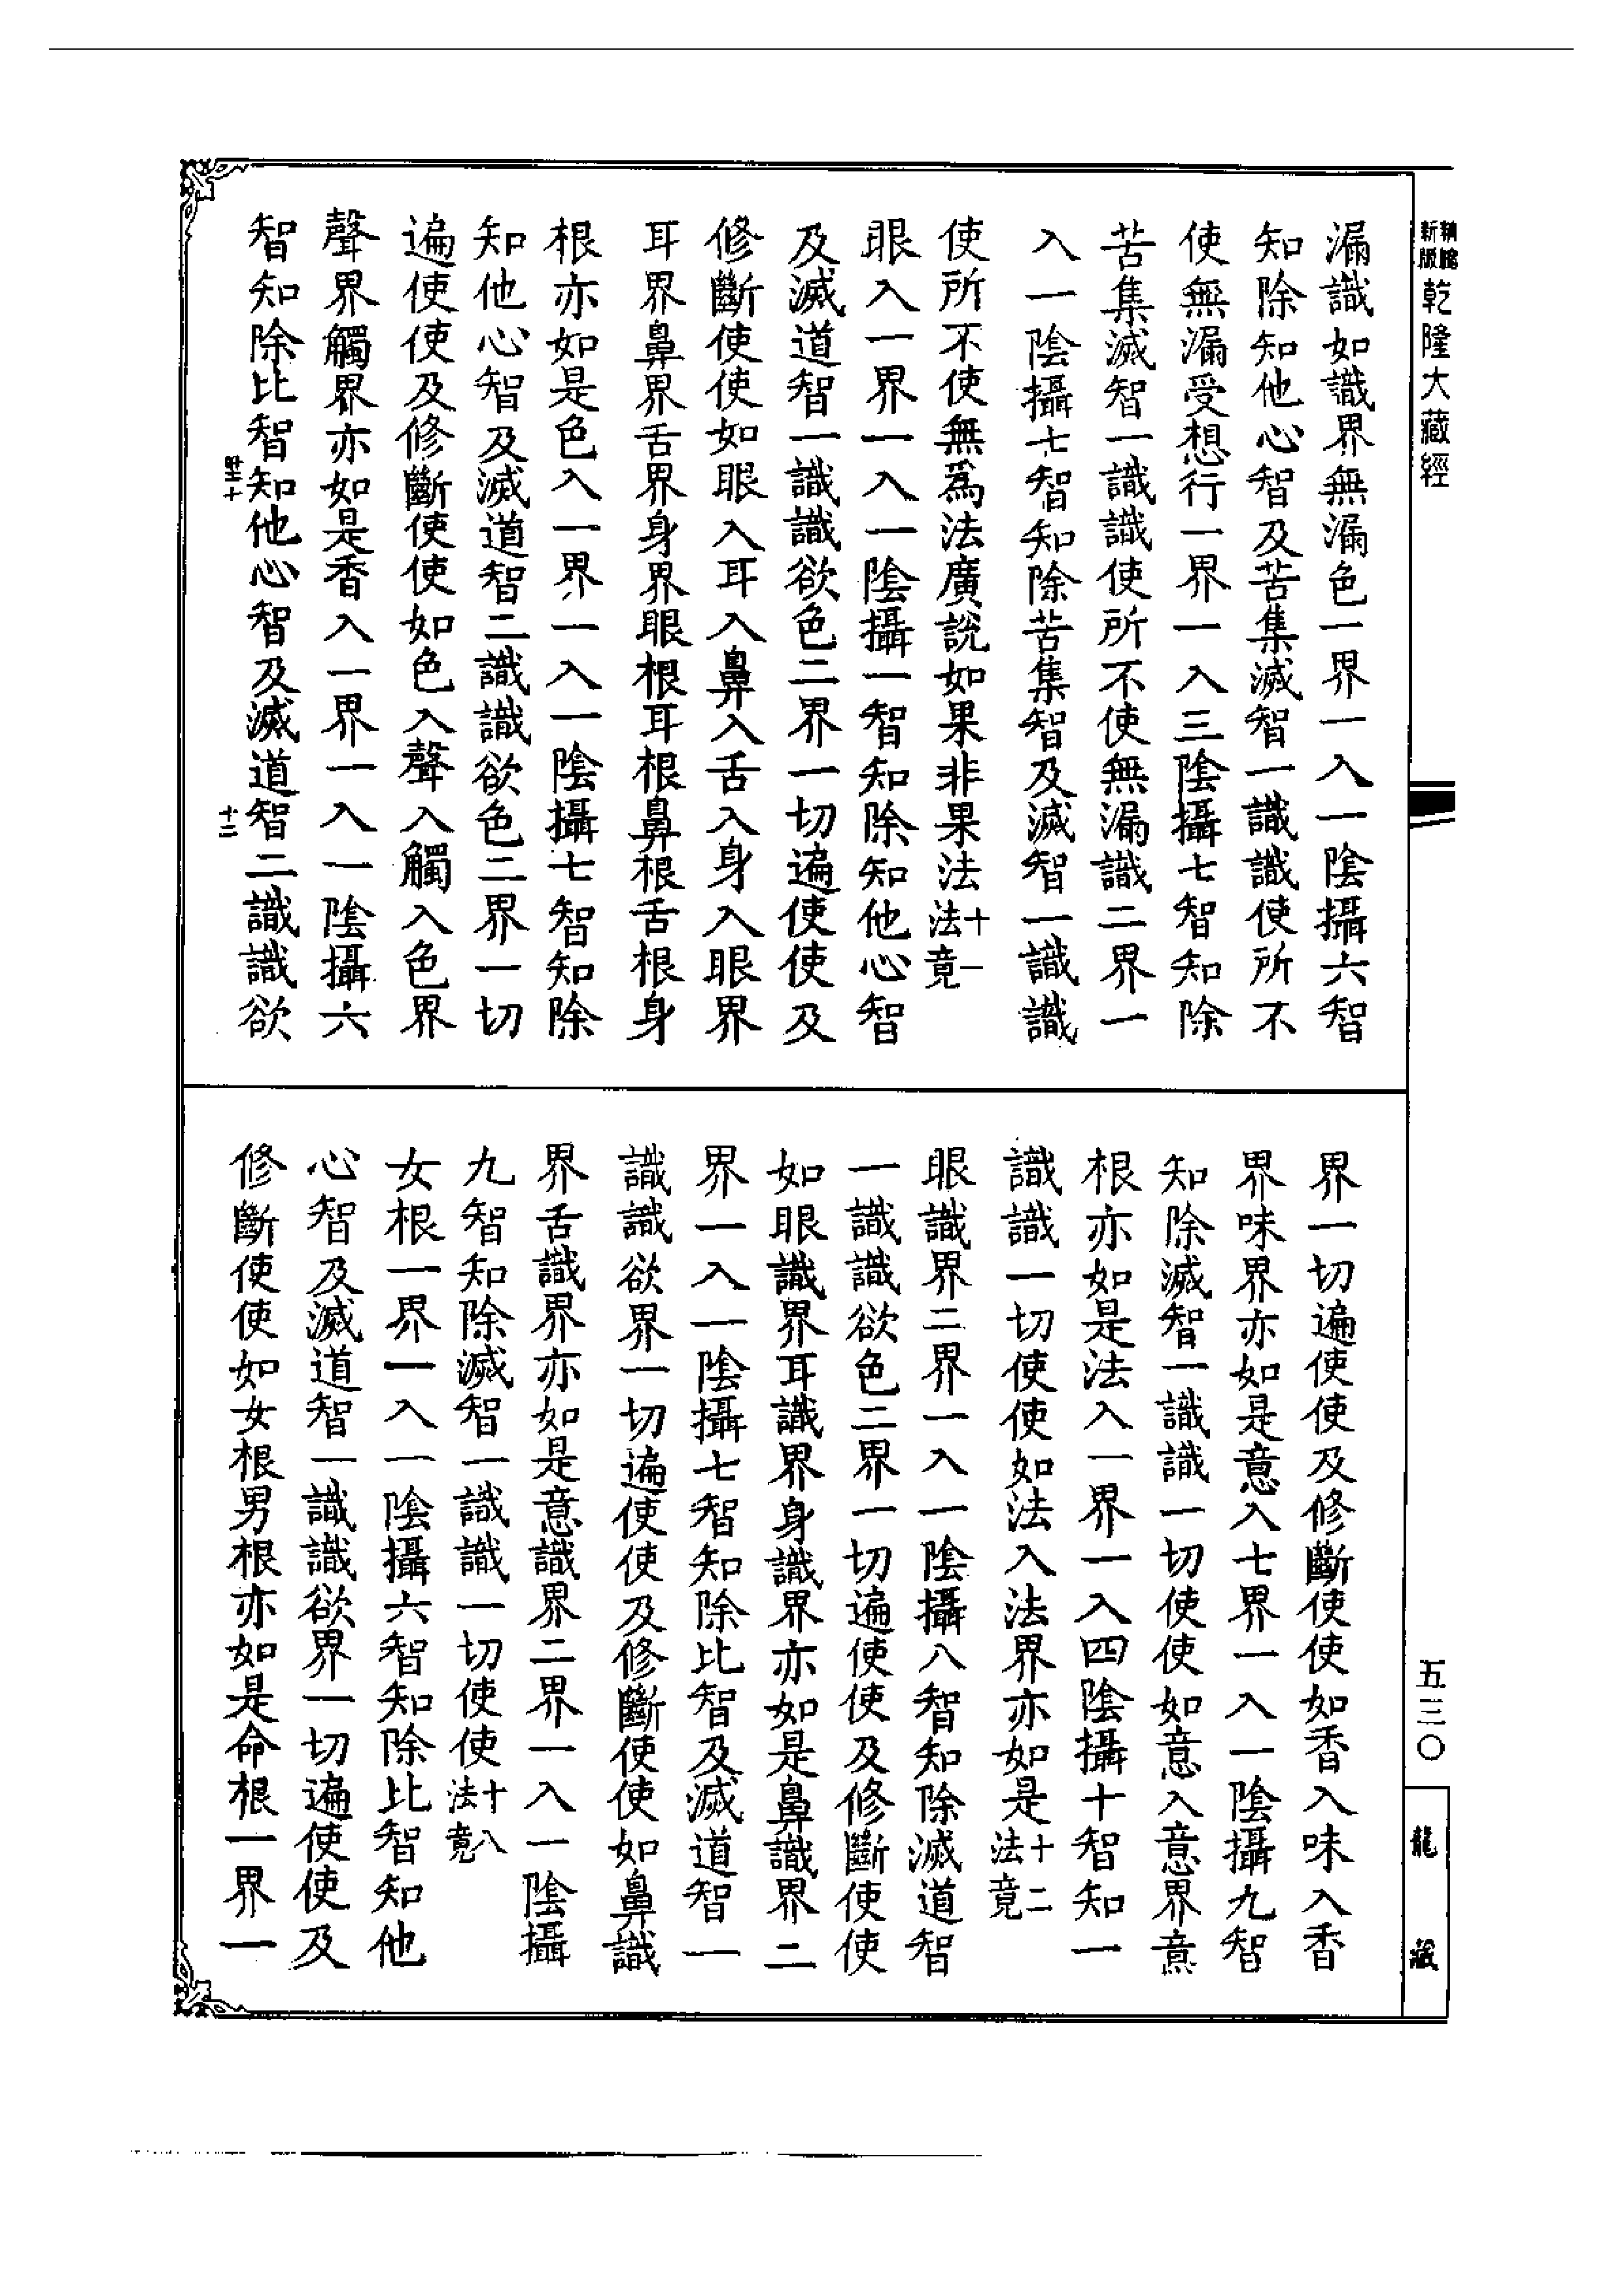 新版乾隆大藏經
漏識如識界無漏色一界一入一陰攝六智
知除知他心智及苦集滅智一識識使所不
使無漏受想行一界一入三陰攝七智知除
苦集滅智一識識使所不使無漏識二界一
入一陰攝七智知除苦集智及滅智一識識
使所不使無為法廣說如果非果法十一法竟
眼入一界一入一陰攝一智知除知他心智
及滅道智一識識欲色二界一切遍使使及
修斷使使如眼入耳入鼻入舌入身入眼界
耳界鼻界舌界身界眼根耳根鼻根舌根身
根亦如是色入一界一入一陰攝七智知除
知他心智及滅道智二識識欲色二界一切
遍使使及修斷使使如色入聲入觸入色界
聲界觸界亦如是香入一界一入一陰攝六
智知除比智知他心智及滅道智二識識欲
十二
界一切遍使使及修斷使使如香入味入香
界味界亦如是意入七界一入一陰攝九智
知除滅智一識識一切使使如意入意界意
根亦如是法入一界一入四陰攝十智知一
識識一切使使如法入法界亦如是十二法竟
眼識界二界一入一陰攝八智知除滅道智
一識識欲色二界一切遍使使及修斷使使
如眼識界耳識界身識界亦如是鼻識界二
界一入一陰攝七智知除比智及滅道智一
識識欲界一切遍使使及修斷使使如鼻識
界舌識界亦如是意識界二界一入一陰攝
九智知除滅智一識識一切使使十八法竟
女根一界一入一陰攝六智知除比智知他
心智及滅道智一識識欲界一切遍使使及
修斷使使如女根男根亦如是命根一界一
五三〇
龍藏